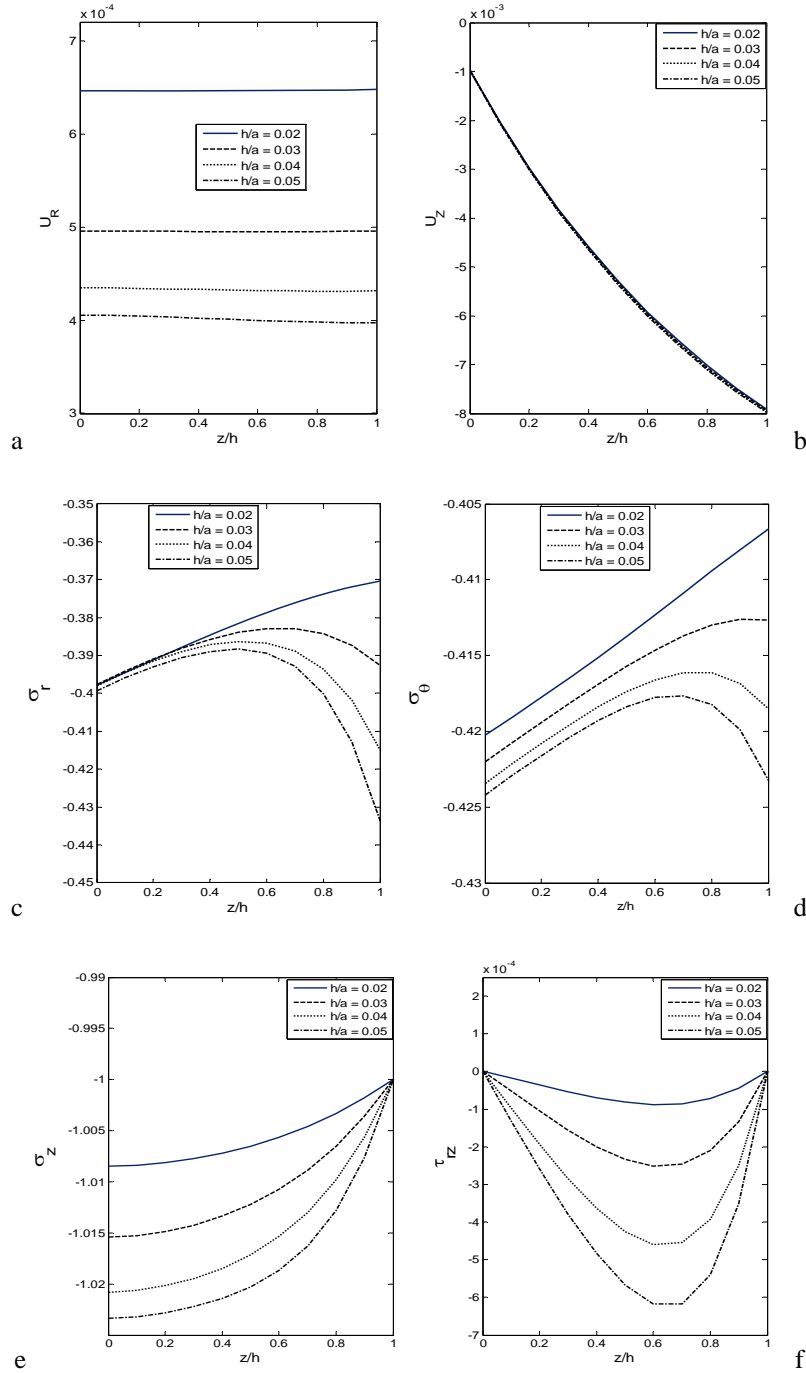 x 10⁻⁴
7
6
5
4
3
U_R
0
0.2
0.4
0.6
0.8
1
z/h
h/a = 0.02
h/a = 0.03
h/a = 0.04
h/a = 0.05
a
x 10⁻³
0
-1
-2
-3
-4
-5
-6
-7
-8
U_Z
0
0.2
0.4
0.6
0.8
1
z/h
h/a = 0.02
h/a = 0.03
h/a = 0.04
h/a = 0.05
b
-0.35
-0.36
-0.37
-0.38
-0.39
-0.4
-0.41
-0.42
-0.43
-0.44
-0.45
σ_r
0
0.2
0.4
0.6
0.8
1
z/h
h/a = 0.02
h/a = 0.03
h/a = 0.04
h/a = 0.05
c
-0.405
-0.41
-0.415
-0.42
-0.425
-0.43
σ_θ
0
0.2
0.4
0.6
0.8
1
z/h
h/a = 0.02
h/a = 0.03
h/a = 0.04
h/a = 0.05
d
-0.99
-0.995
-1
-1.005
-1.01
-1.015
-1.02
σ_z
0
0.2
0.4
0.6
0.8
1
z/h
h/a = 0.02
h/a = 0.03
h/a = 0.04
h/a = 0.05
e
x 10⁻⁴
2
1
0
-1
-2
-3
-4
-5
-6
-7
τ_rz
0
0.2
0.4
0.6
0.8
1
z/h
h/a = 0.02
h/a = 0.03
h/a = 0.04
h/a = 0.05
f